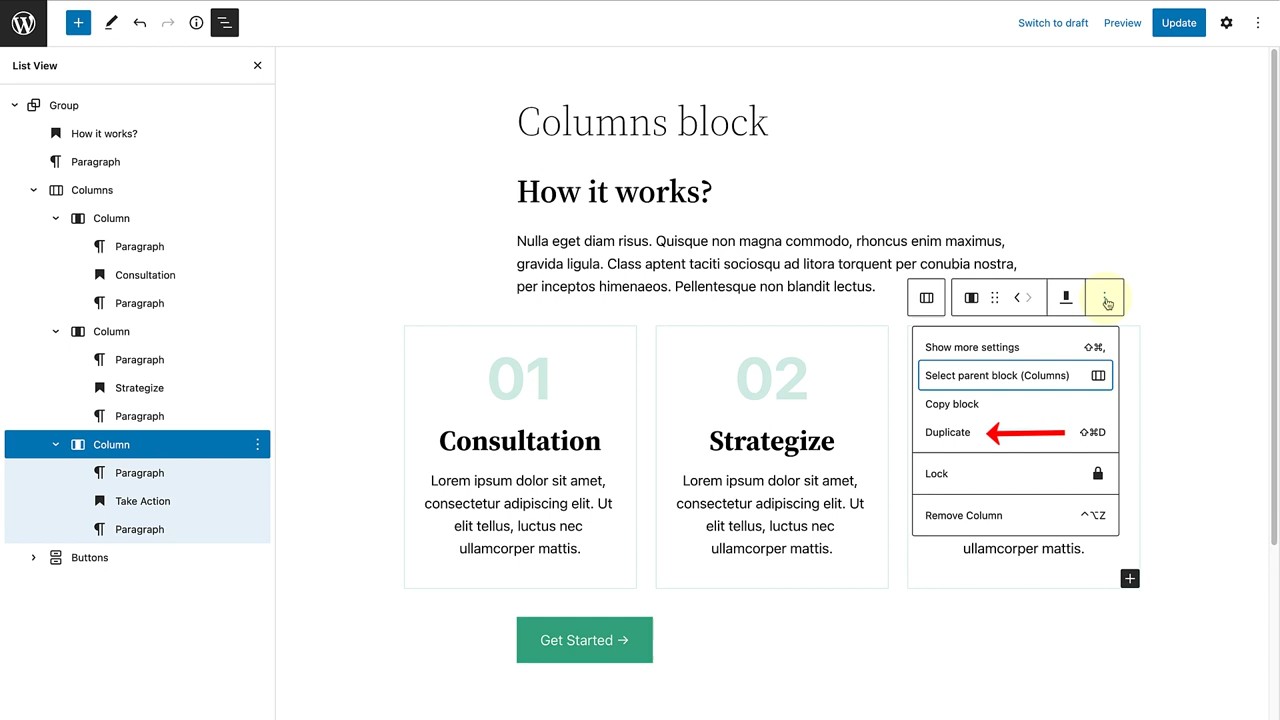 Switch to draft
Preview
Update
List View
Group
How it works?
Paragraph
Columns
Column
Paragraph
Consultation
Paragraph
Column
Paragraph
Strategize
Paragraph
Column
Paragraph
Take Action
Paragraph
Buttons
Columns block
How it works?
Nulla eget diam risus. Quisque non magna commodo, rhoncus enim maximus,
gravida ligula. Class aptent taciti sociosqu ad litora torquent per conubia nostra,
per inceptos himenaeos. Pellentesque non blandit lectus.
01
Consultation
Lorem ipsum dolor sit amet,
consectetur adipiscing elit. Ut
elit tellus, luctus nec
ullamcorper mattis.
02
Strategize
Lorem ipsum dolor sit amet,
consectetur adipiscing elit. Ut
elit tellus, luctus nec
ullamcorper mattis.
Show more settings ⇧⌘,
Select parent block (Columns)
Copy block
Duplicate ⇧⌘D
Lock
Remove Column ^⌥Z
ullamcorper mattis.
Get Started →